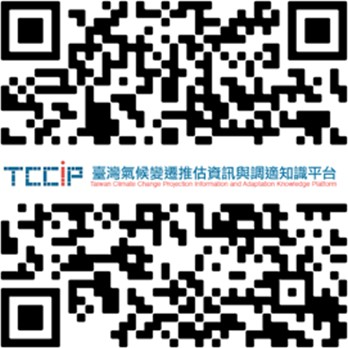 TCCiP 臺灣氣候變遷推估資訊與調適知識平台
Taiwan Climate Change Projection Information and Adaptation Knowledge Platform